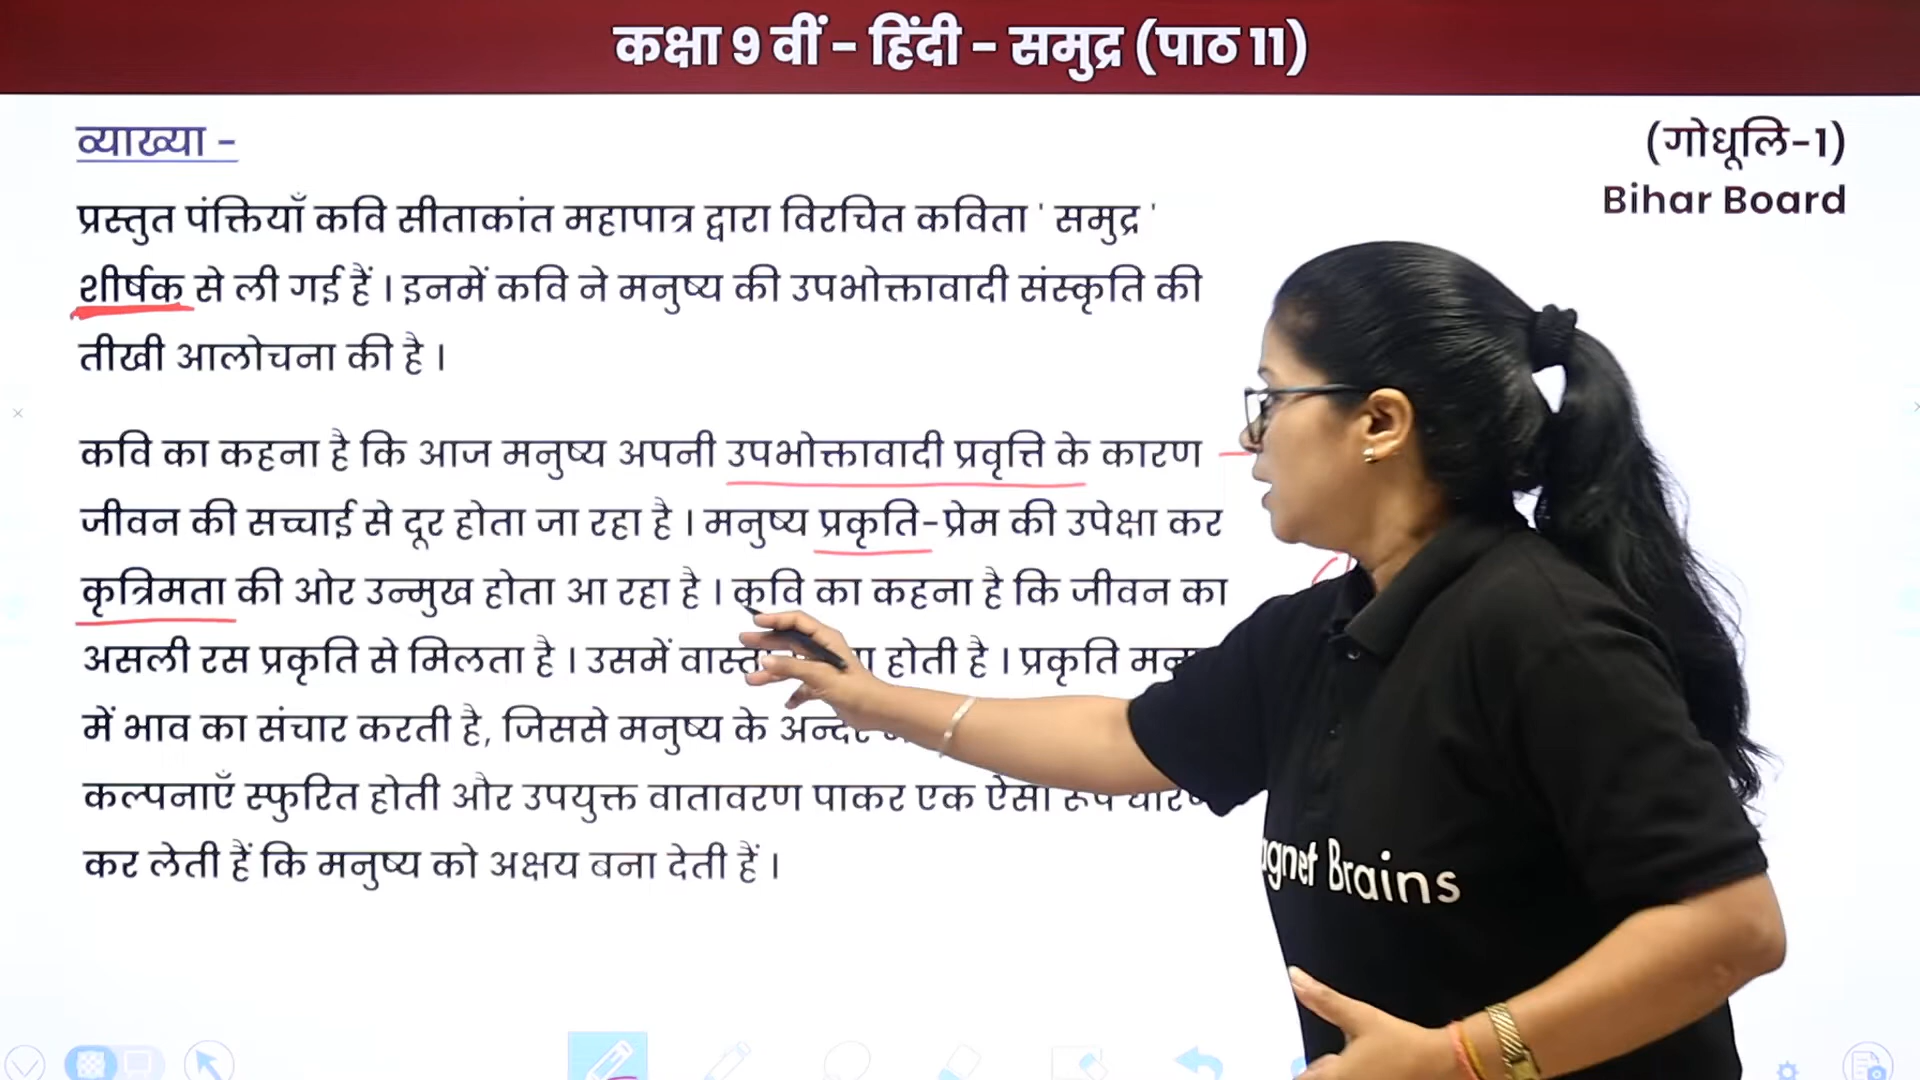 कक्षा 9 वीं - हिंदी - समुद्र (पाठ 11)
व्याख्या -
(गोधूलि-1)
Bihar Board
प्रस्तुत पंक्तियाँ कवि सीताकांत महापात्र द्वारा विरचित कविता ' समुद्र '
शीर्षक से ली गई हैं । इनमें कवि ने मनुष्य की उपभोक्तावादी संस्कृति की
तीखी आलोचना की है ।
कवि का कहना है कि आज मनुष्य अपनी उपभोक्तावादी प्रवृत्ति के कारण
जीवन की सच्चाई से दूर होता जा रहा है । मनुष्य प्रकृति-प्रेम की उपेक्षा कर
कृत्रिमता की ओर उन्मुख होता आ रहा है । कवि का कहना है कि जीवन का
असली रस प्रकृति से मिलता है । उसमें होती है । प्रकृति
में भाव का संचार करती है, जिससे मनुष्य के अन्दर
कल्पनाएँ स्फुरित होती और उपयुक्त वातावरण पाकर एक ऐसा रूप
कर लेती हैं कि मनुष्य को अक्षय बना देती हैं ।
Brains